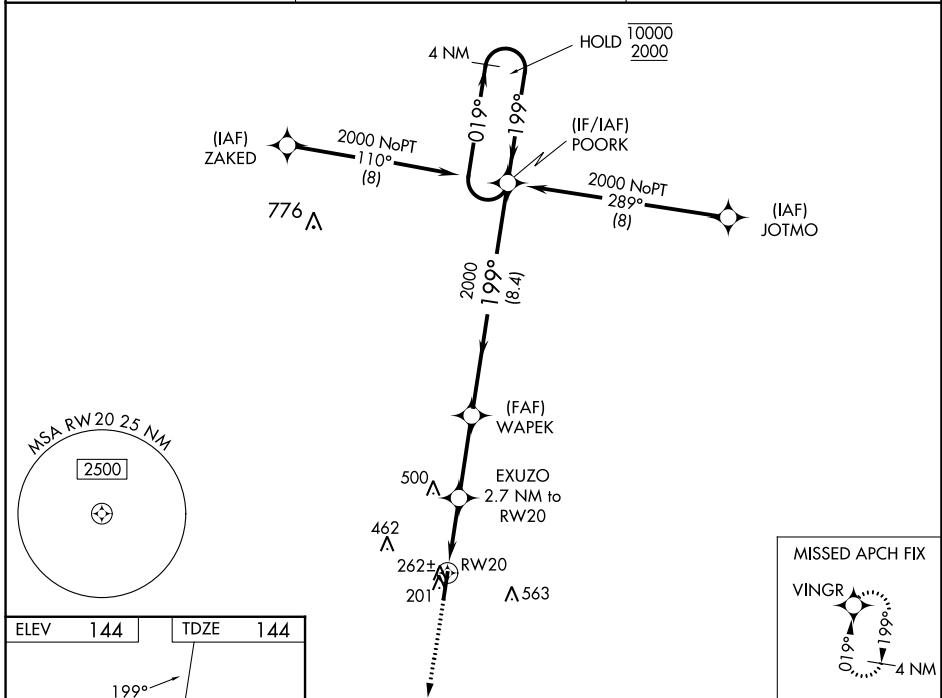 HOLD 10000
2000
4 NM
019°
199°
(IAF)
ZAKED
2000 NoPT
110°
(8)
(IF/IAF)
POORK
2000 NoPT
289°
(8)
(IAF)
JOTMO
776
2000
199°
(8.4)
(FAF)
WAPEK
MSA RW20 25 NM
2500
500
EXUZO
2.7 NM to
RW20
462
262±
RW20
201
563
MISSED APCH FIX
VINGR
019°
199°
4 NM
ELEV 144
TDZE 144
199°